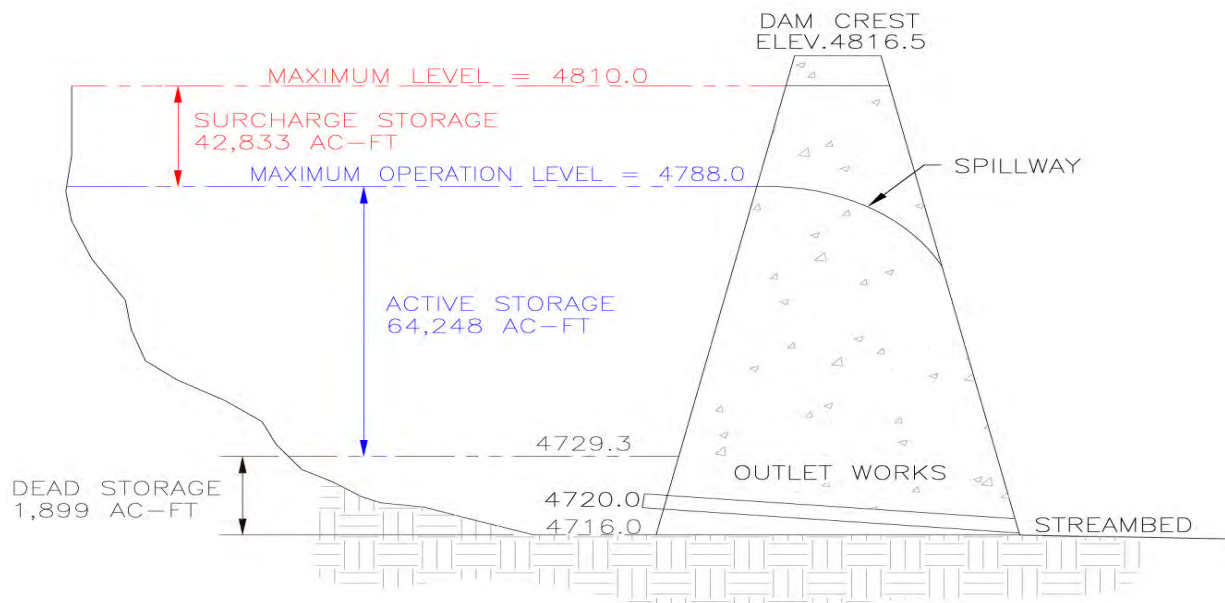 DAM CREST
ELEV.4816.5
MAXIMUM LEVEL = 4810.0
SURCHARGE STORAGE
42,833 AC-FT
SPILLWAY
MAXIMUM OPERATION LEVEL = 4788.0
ACTIVE STORAGE
64,248 AC-FT
4729.3
OUTLET WORKS
DEAD STORAGE
1,899 AC-FT
4720.0
4716.0
STREAMBED